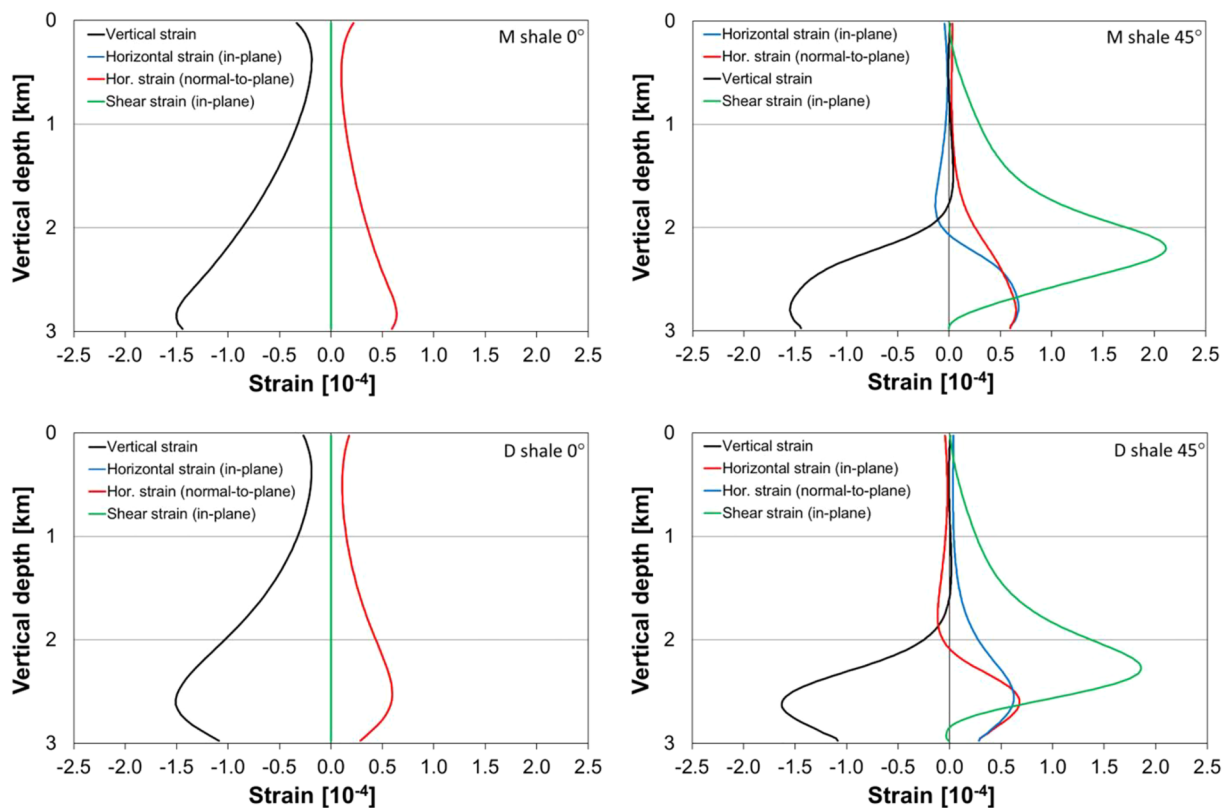 M shale 0°
Vertical strain
Horizontal strain (in-plane)
Hor. strain (normal-to-plane)
Shear strain (in-plane)
Vertical depth [km]
0
1
2
3
-2.5 -2.0 -1.5 -1.0 -0.5 0.0 0.5 1.0 1.5 2.0 2.5
Strain [10⁻⁴]
M shale 45°
Horizontal strain (in-plane)
Hor. strain (normal-to-plane)
Vertical strain
Shear strain (in-plane)
Vertical depth [km]
0
1
2
3
-2.5 -2.0 -1.5 -1.0 -0.5 0.0 0.5 1.0 1.5 2.0 2.5
Strain [10⁻⁴]
D shale 0°
Vertical strain
Horizontal strain (in-plane)
Hor. strain (normal-to-plane)
Shear strain (in-plane)
Vertical depth [km]
0
1
2
3
-2.5 -2.0 -1.5 -1.0 -0.5 0.0 0.5 1.0 1.5 2.0 2.5
Strain [10⁻⁴]
D shale 45°
Vertical strain
Horizontal strain (in-plane)
Hor. strain (normal-to-plane)
Shear strain (in-plane)
Vertical depth [km]
0
1
2
3
-2.5 -2.0 -1.5 -1.0 -0.5 0.0 0.5 1.0 1.5 2.0 2.5
Strain [10⁻⁴]